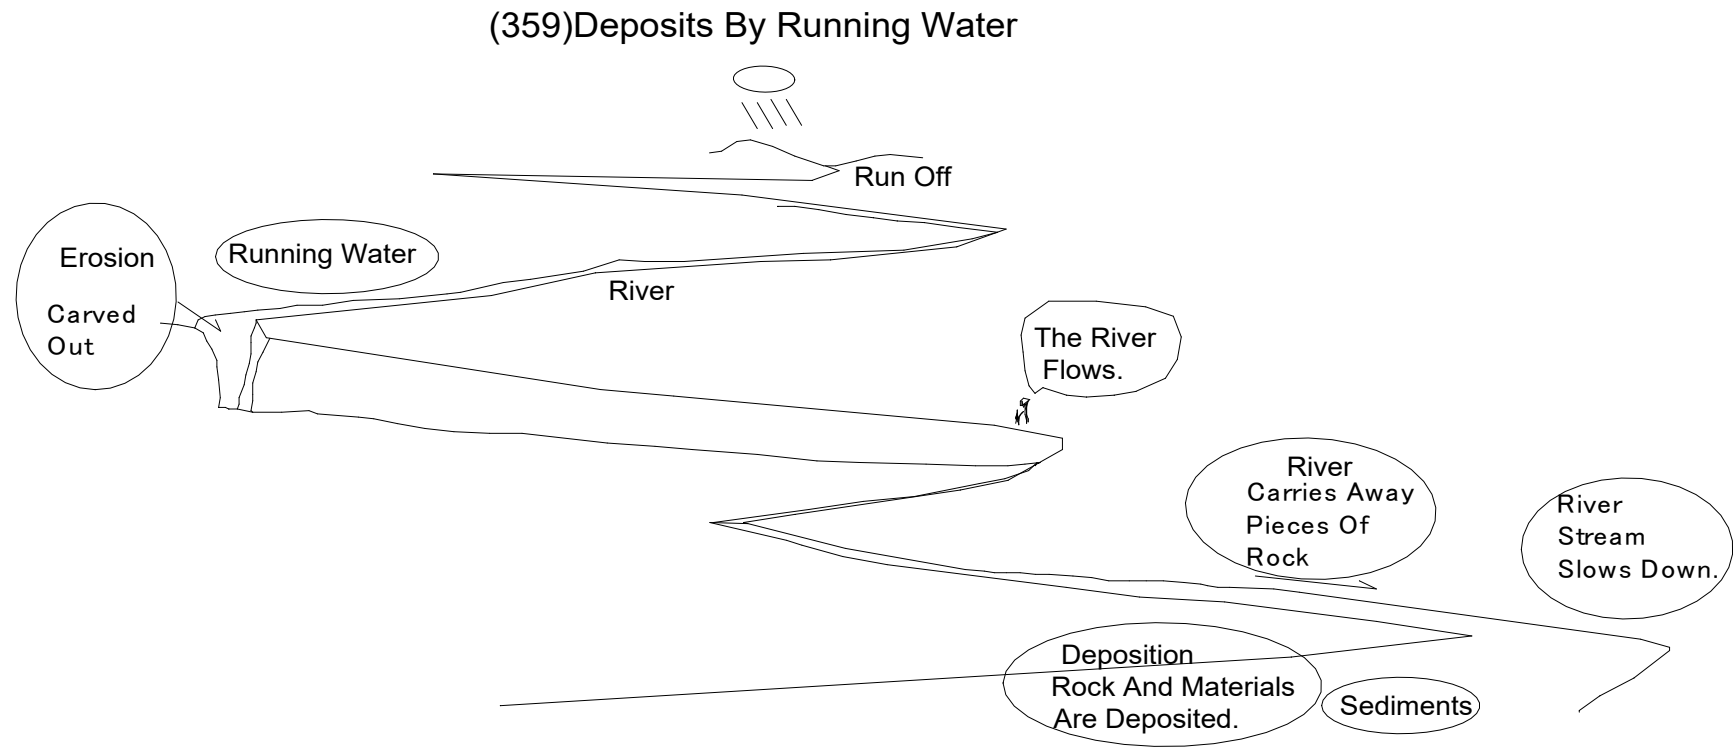 (359)Deposits By Running Water
Run Off
Erosion
Carved
Out
Running Water
River
The River
Flows.
River
Carries Away
Pieces Of
Rock
River
Stream
Slows Down.
Deposition
Rock And Materials
Are Deposited.
Sediments